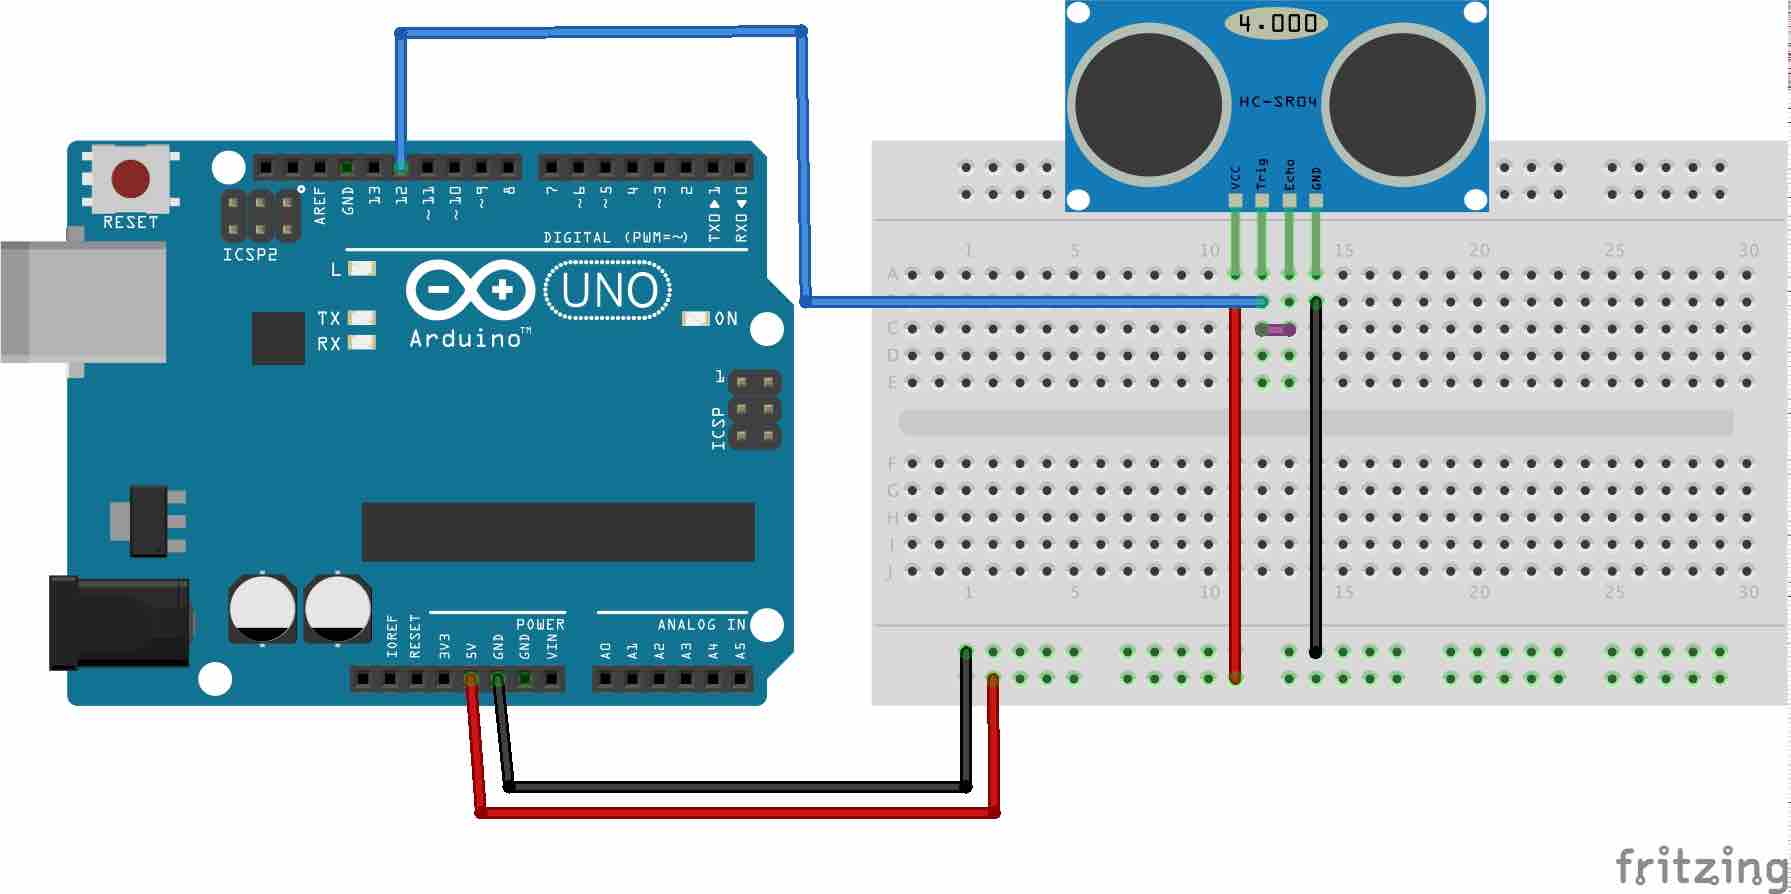 4.000
HC-SR04
VCC Trig Echo GND
RESET
ICSP2
AREF GND 13 12 ~11 ~10 ~9 8 7 ~6 ~5 4 ~3 2 TX0▶1 RX0◀0
DIGITAL (PWM=~)
L
TX
RX
UNO
Arduino™
ON
1
ICSP
POWER
ANALOG IN
IOREF RESET 3V3 5V GND GND VIN A0 A1 A2 A3 A4 A5
1 5 10 15 20 25 30
A
C
D
E
F
G
H
I
J
1 5 10 15 20 25 30
fritzing